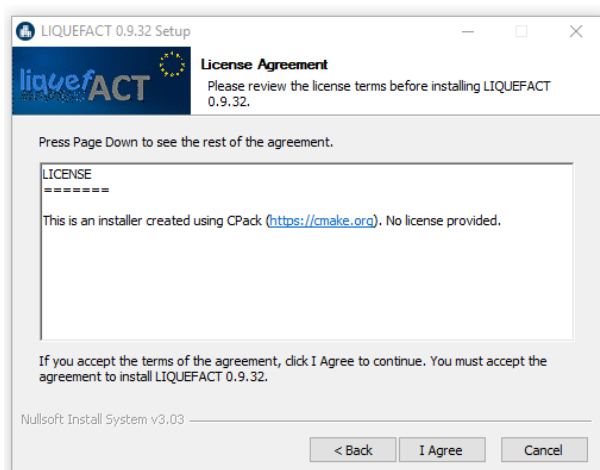 LIQUEFACT 0.9.32 Setup
liquefACT
License Agreement
Please review the license terms before installing LIQUEFACT
0.9.32.
Press Page Down to see the rest of the agreement.
LICENSE
=======
This is an installer created using CPack (https://cmake.org). No license provided.
If you accept the terms of the agreement, click I Agree to continue. You must accept the
agreement to install LIQUEFACT 0.9.32.
Nullsoft Install System v3.03
< Back
I Agree
Cancel